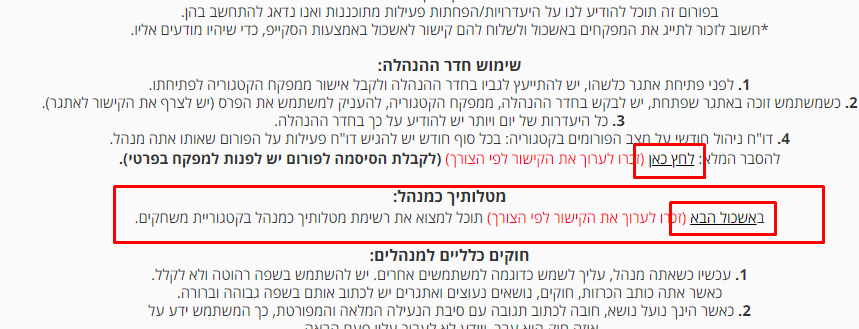 בפורום זה תוכל להודיע לנו על היעדרויות/הפחתות פעילות מתוכננות ואנו נדאג להתחשב בהן.
*חשוב לזכור לתייג את המפקחים באשכול ולשלוח להם קישור לאשכול באמצעות הסקייפ, כדי שיהיו מודעים אליו.
שימוש חדר ההנהלה:
1. לפני פתיחת אתגר כלשהו, יש להתייעץ לגביו בחדר ההנהלה ולקבל אישור ממפקח הקטגוריה לפתיחתו.
2. כשמשתמש זוכה באתגר שפתחת, יש לבקש בחדר ההנהלה, ממפקח הקטגוריה, להעניק למשתמש את הפרס (יש לצרף את הקישור לאתגר).
3. כל היעדרות של יום ויותר יש להודיע על כך בחדר ההנהלה.
4. דו"ח ניהול חודשי על מצב הפורומים בקטגוריה: בכל סוף חודש יש להגיש דו"ח פעילות על הפורום שאותו אתה מנהל.
להסבר המלא: לחץ כאן (זכרו לערוך את הקישור לפי הצורך) (לקבלת הסיסמה לפורום יש לפנות למפקח בפרטי).
מטלותיך כמנהל:
באשכול הבא (זכרו לערוך את הקישור לפי הצורך) תוכל למצוא את רשימת מטלותיך כמנהל בקטגוריית משחקים.
חוקים כלליים למנהלים:
1. עכשיו כשאתה מנהל, עליך לשמש כדוגמה למשתמשים אחרים. יש להשתמש בשפה רהוטה ולא לקלל.
כאשר אתה כותב הכרזות, חוקים, נושאים נעוצים ואתגרים יש לכתוב אותם בשפה גבוהה וברורה.
2. כאשר הינך נועל נושא, חובה לכתוב תגובה עם סיבת הנעילה המלאה והמפורטת, כך המשתמש ידע על